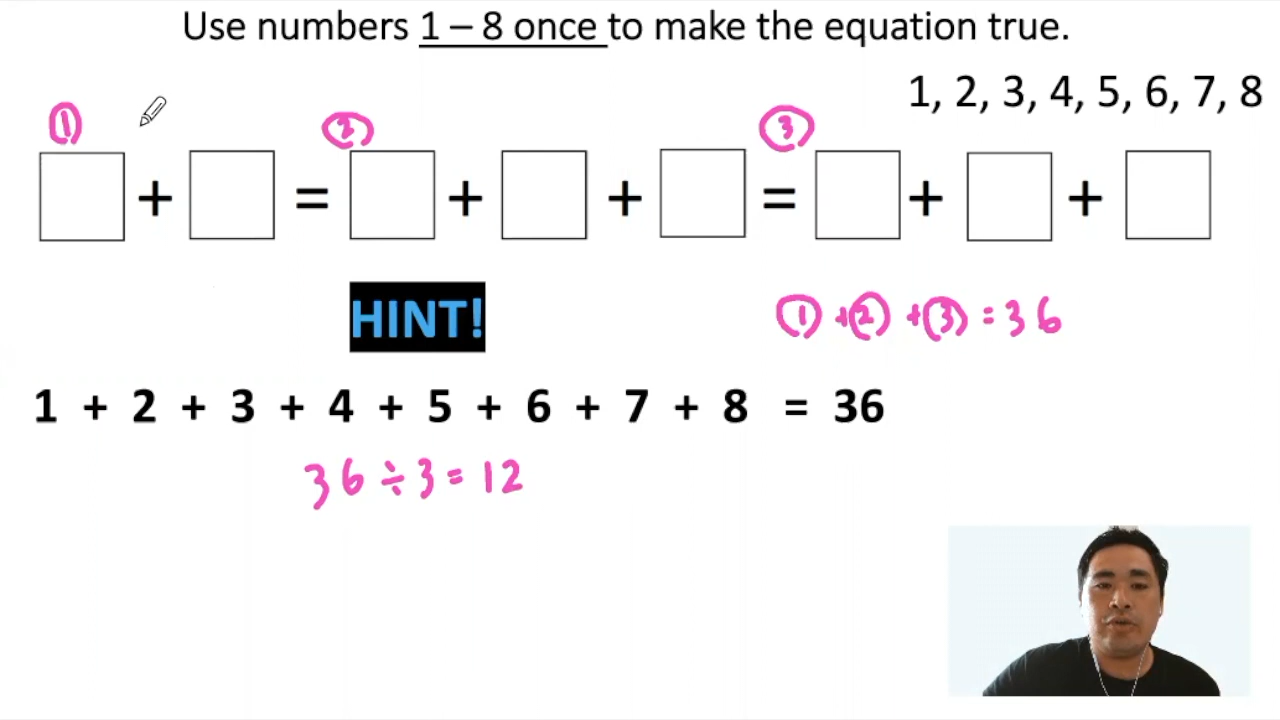 Use numbers 1 – 8 once to make the equation true.
1, 2, 3, 4, 5, 6, 7, 8
① ② ③
+ = + + = + +
HINT!
① + ② + ③ = 36
1 + 2 + 3 + 4 + 5 + 6 + 7 + 8 = 36
36 ÷ 3 = 12